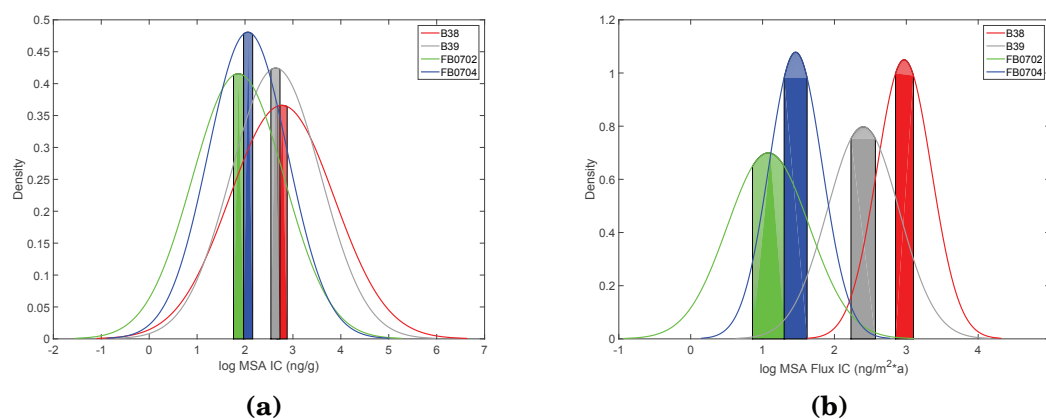 0.5
0.45
0.4
0.35
0.3
0.25
0.2
0.15
0.1
0.05
0
Density
-2 -1 0 1 2 3 4 5 6 7
log MSA IC (ng/g)
B38
B39
FB0702
FB0704
(a)
1.2
1
0.8
0.6
0.4
0.2
0
Density
-1 0 1 2 3 4
log MSA Flux IC (ng/m²*a)
B38
B39
FB0702
FB0704
(b)